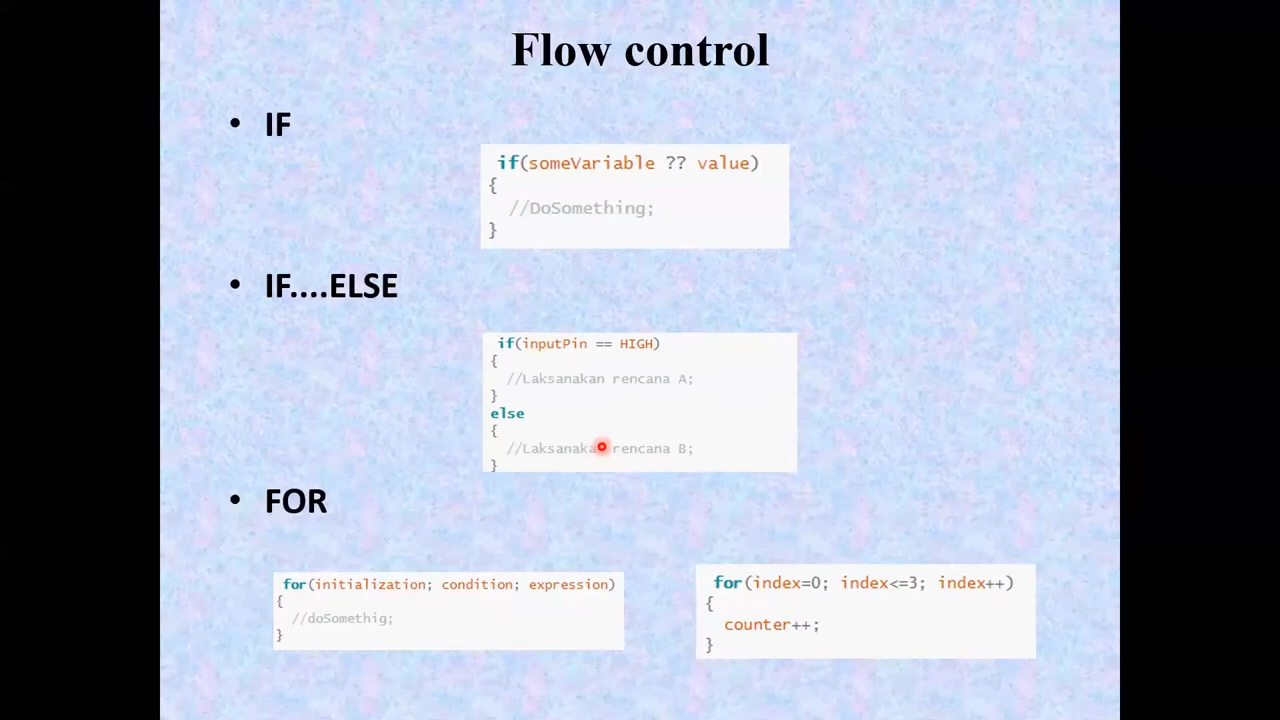 Flow control
• IF
if(someVariable ?? value)
{
//DoSomething;
}
• IF....ELSE
if(inputPin == HIGH)
{
//Laksanakan rencana A;
}
else
{
//Laksanakan rencana B;
}
• FOR
for(initialization; condition; expression)
{
//doSomethig;
}
for(index=0; index<=3; index++)
{
counter++;
}